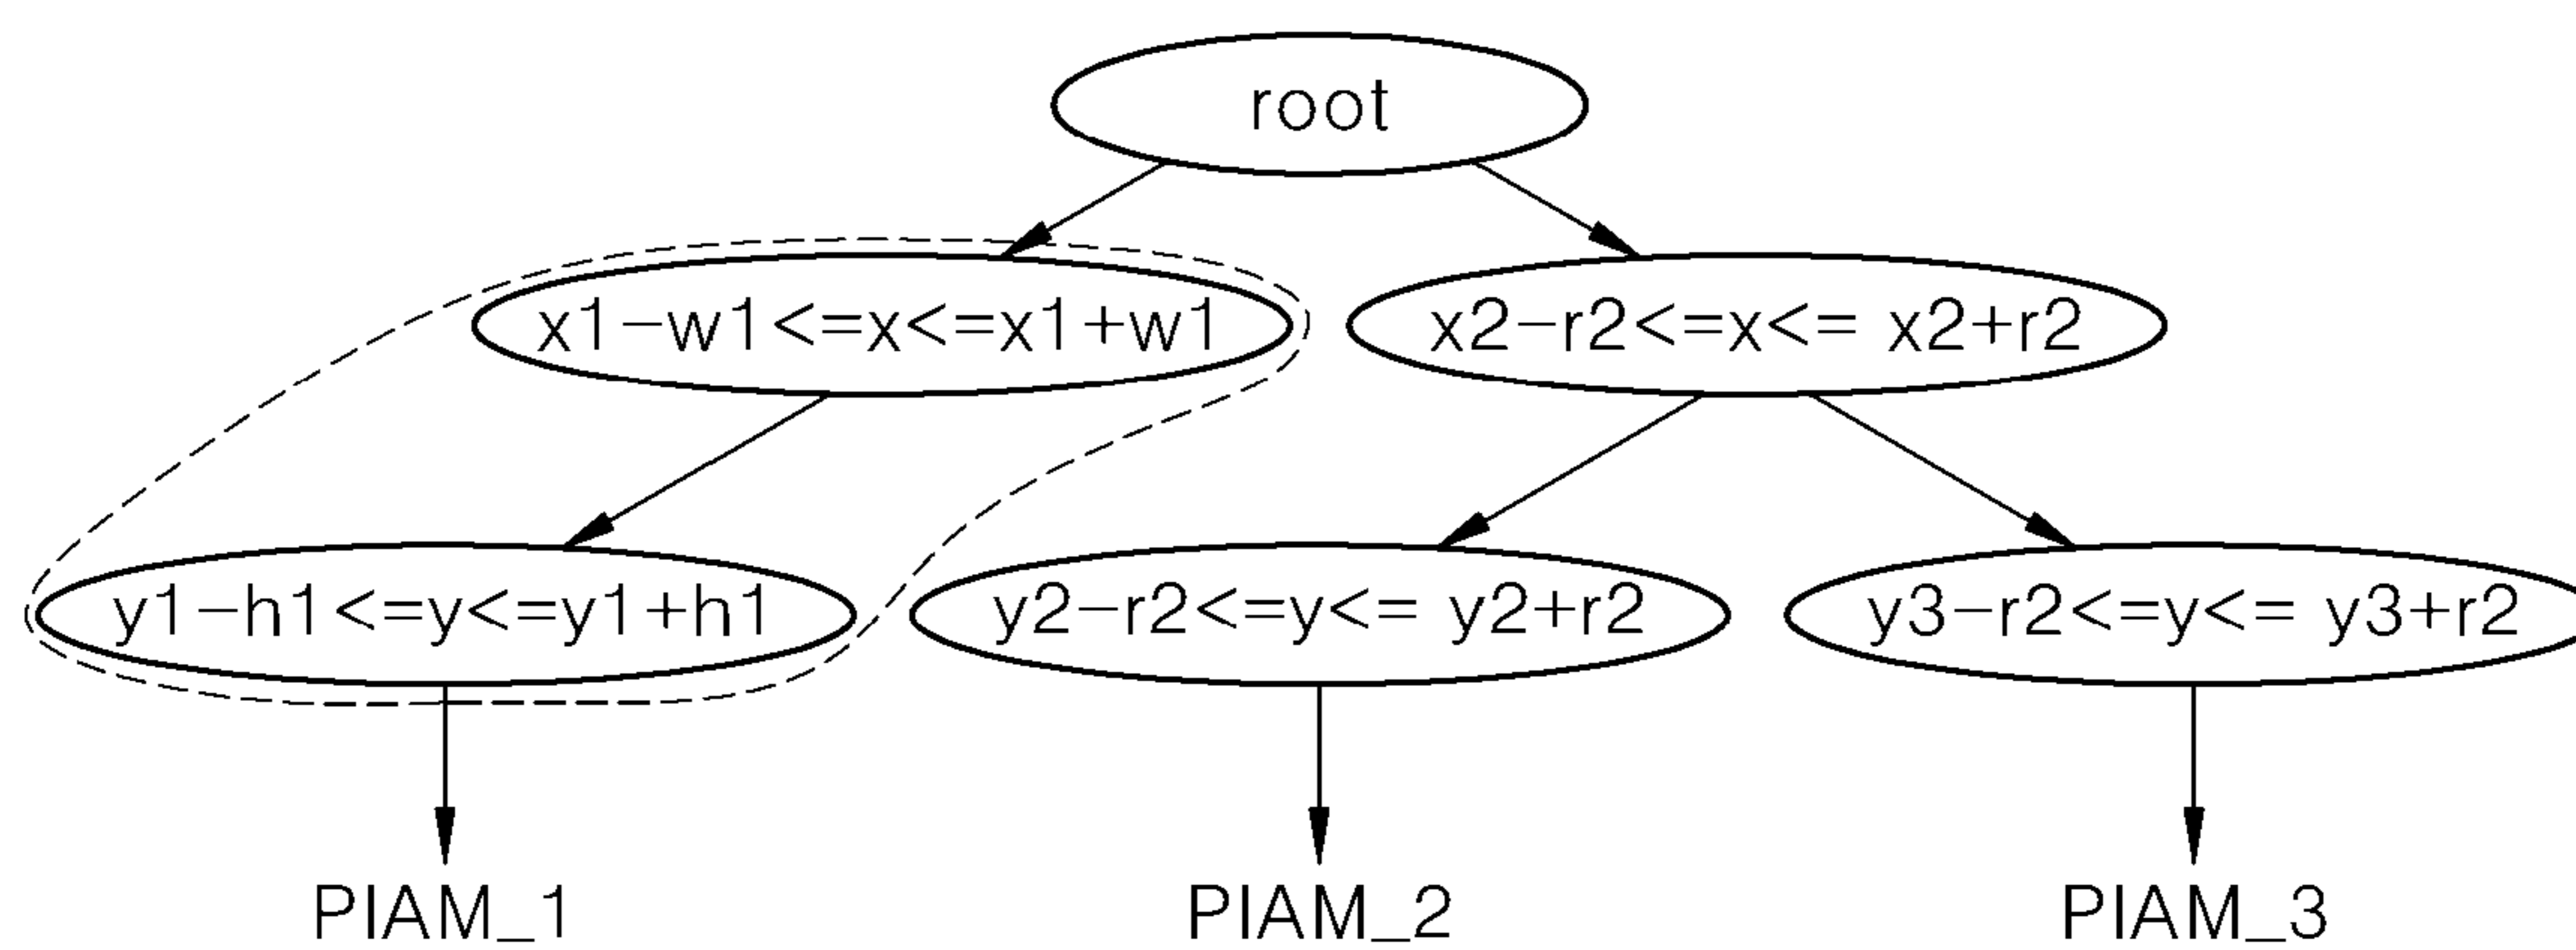 root
x1-w1<=x<=x1+w1
x2-r2<=x<= x2+r2
y1-h1<=y<=y1+h1
y2-r2<=y<= y2+r2
y3-r2<=y<= y3+r2
PIAM_1
PIAM_2
PIAM_3